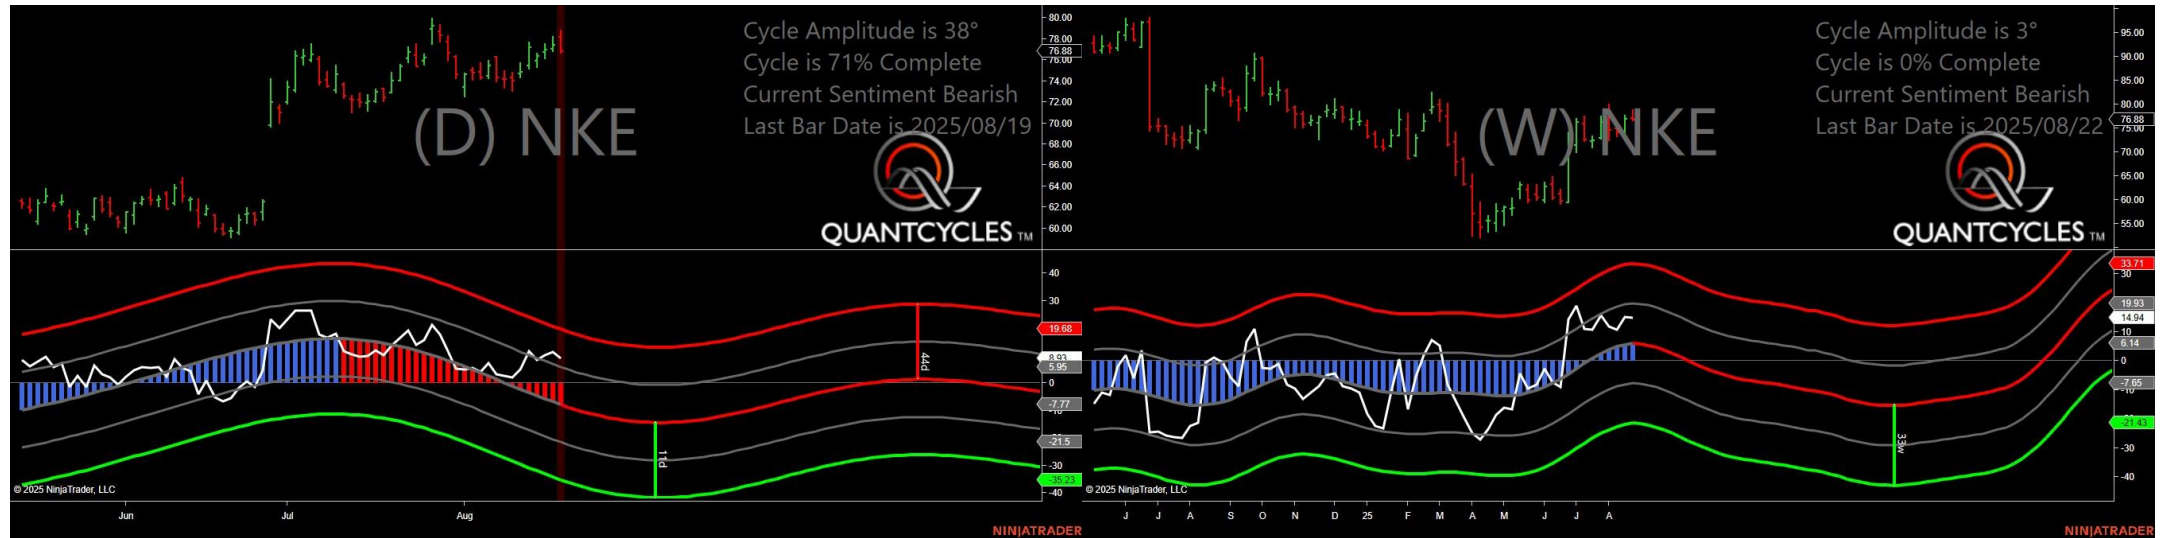 Cycle Amplitude is 38°
Cycle is 71% Complete
Current Sentiment Bearish
Last Bar Date is 2025/08/19
(D) NKE
QUANTCYCLES TM
80.00
78.00
76.88
76.00
74.00
72.00
70.00
68.00
66.00
64.00
62.00
60.00
40
30
19.68
8.93
5.95
0
-7.77
-10
-21.5
-30
-35.23
-40
44d
11d
© 2025 NinjaTrader, LLC
Jun
Jul
Aug
NINJATRADER
Cycle Amplitude is 3°
Cycle is 0% Complete
Current Sentiment Bearish
Last Bar Date is 2025/08/22
(W) NKE
QUANTCYCLES TM
95.00
90.00
85.00
80.00
76.88
75.00
70.00
65.00
60.00
55.00
33.71
30
19.93
14.94
10
6.14
0
-7.65
-21.43
-30
-40
33w
© 2025 NinjaTrader, LLC
J
J
A
S
O
N
D
25
F
M
A
M
J
J
A
NINJATRADER